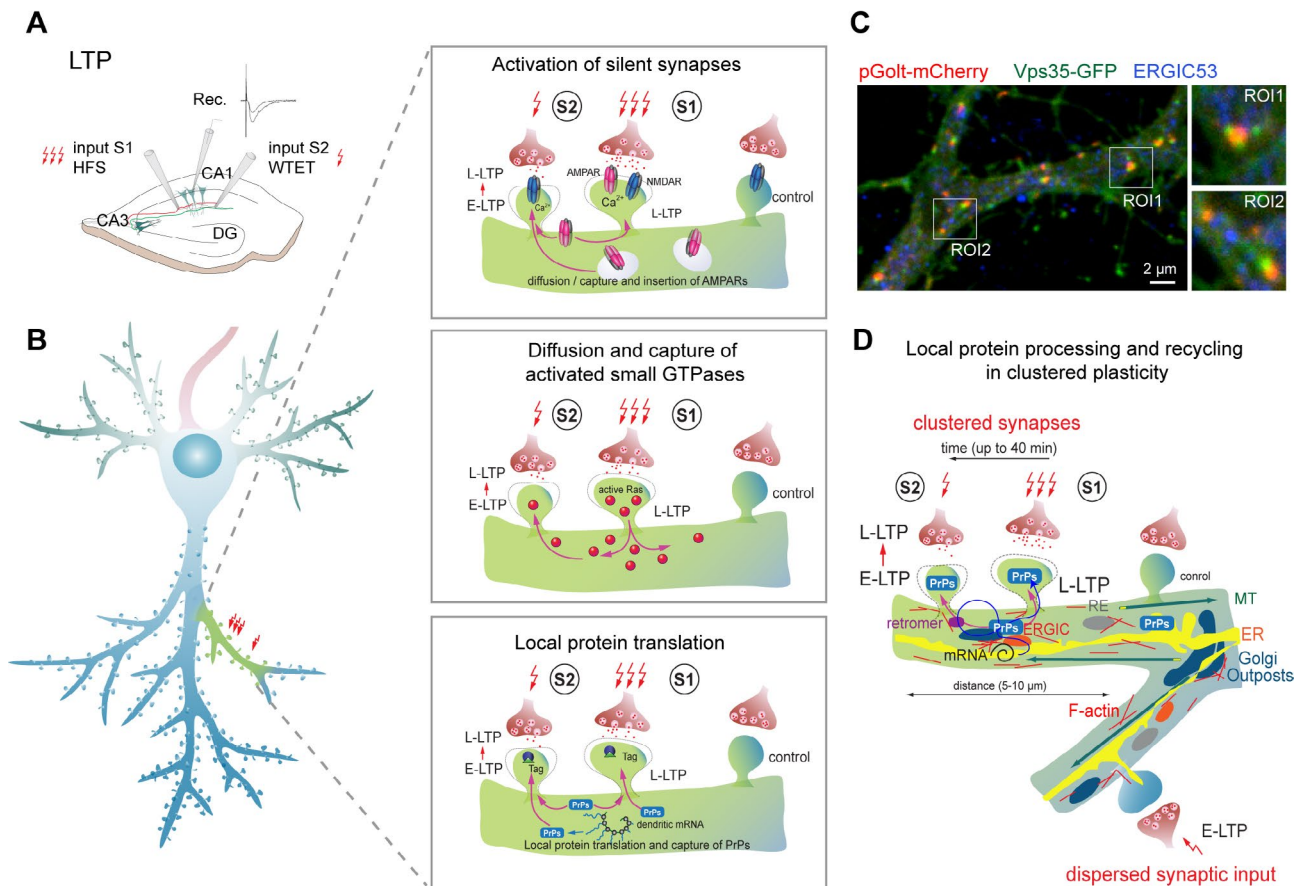 A
LTP
Rec.
input S1
HFS
input S2
WTET
CA1
CA3
DG
B
Activation of silent synapses
S2
S1
L-LTP
E-LTP
AMPAR
NMDAR
Ca2+
Ca2+
L-LTP
control
diffusion / capture and insertion of AMPARs
Diffusion and capture of
activated small GTPases
S2
S1
L-LTP
E-LTP
active Ras
L-LTP
control
Local protein translation
S2
S1
L-LTP
E-LTP
Tag
Tag
L-LTP
control
PrPs
PrPs
PrPs
dendritic mRNA
Local protein translation and capture of PrPs
C
pGolt-mCherry Vps35-GFP ERGIC53
ROI1
ROI2
ROI1
ROI2
2 µm
D
Local protein processing and recycling
in clustered plasticity
clustered synapses
time (up to 40 min)
S2
S1
L-LTP
E-LTP
PrPs
PrPs
L-LTP
conrol
RE
MT
retromer
PrPs
ERGIC
PrPs
ER
mRNA
Golgi
Outposts
distance (5-10 µm)
F-actin
E-LTP
dispersed synaptic input